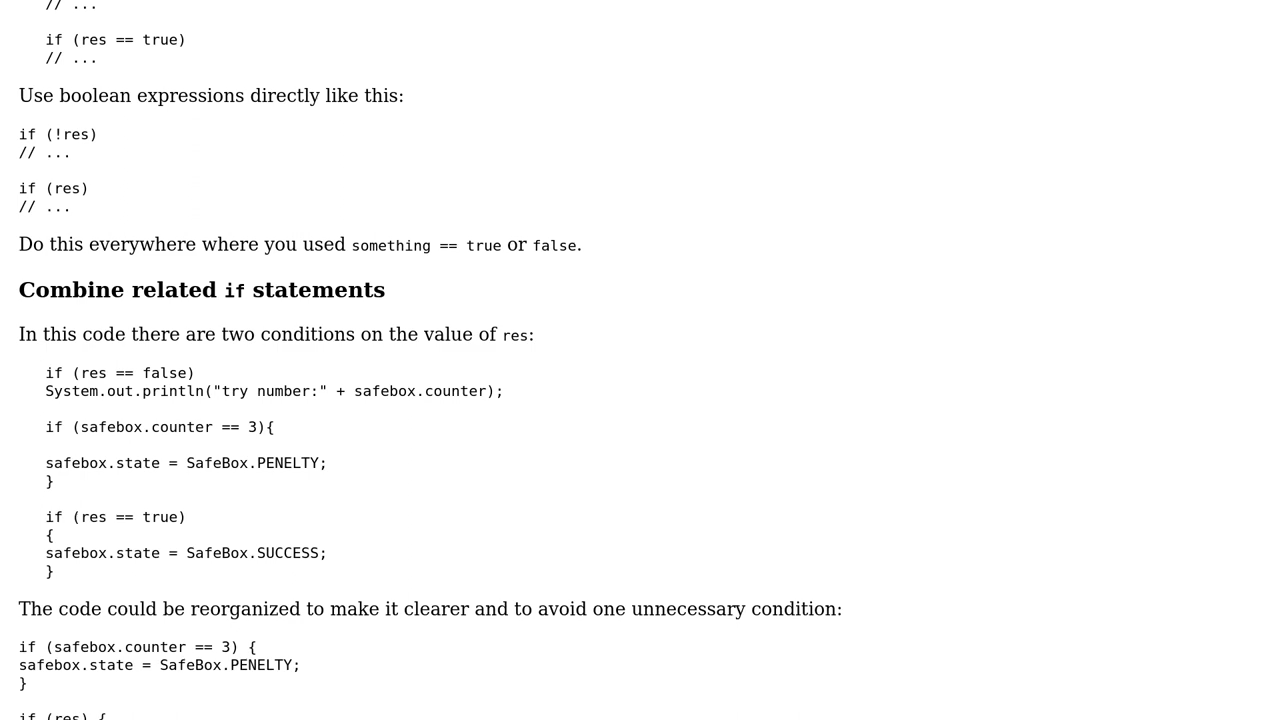 // ...
if (res == true)
// ...
Use boolean expressions directly like this:
if (!res)
// ...
if (res)
// ...
Do this everywhere where you used something == true or false.
Combine related if statements
In this code there are two conditions on the value of res:
if (res == false)
System.out.println("try number:" + safebox.counter);
if (safebox.counter == 3){
safebox.state = SafeBox.PENELTY;
}
if (res == true)
{
safebox.state = SafeBox.SUCCESS;
}
The code could be reorganized to make it clearer and to avoid one unnecessary condition:
if (safebox.counter == 3) {
safebox.state = SafeBox.PENELTY;
}
if (res) {